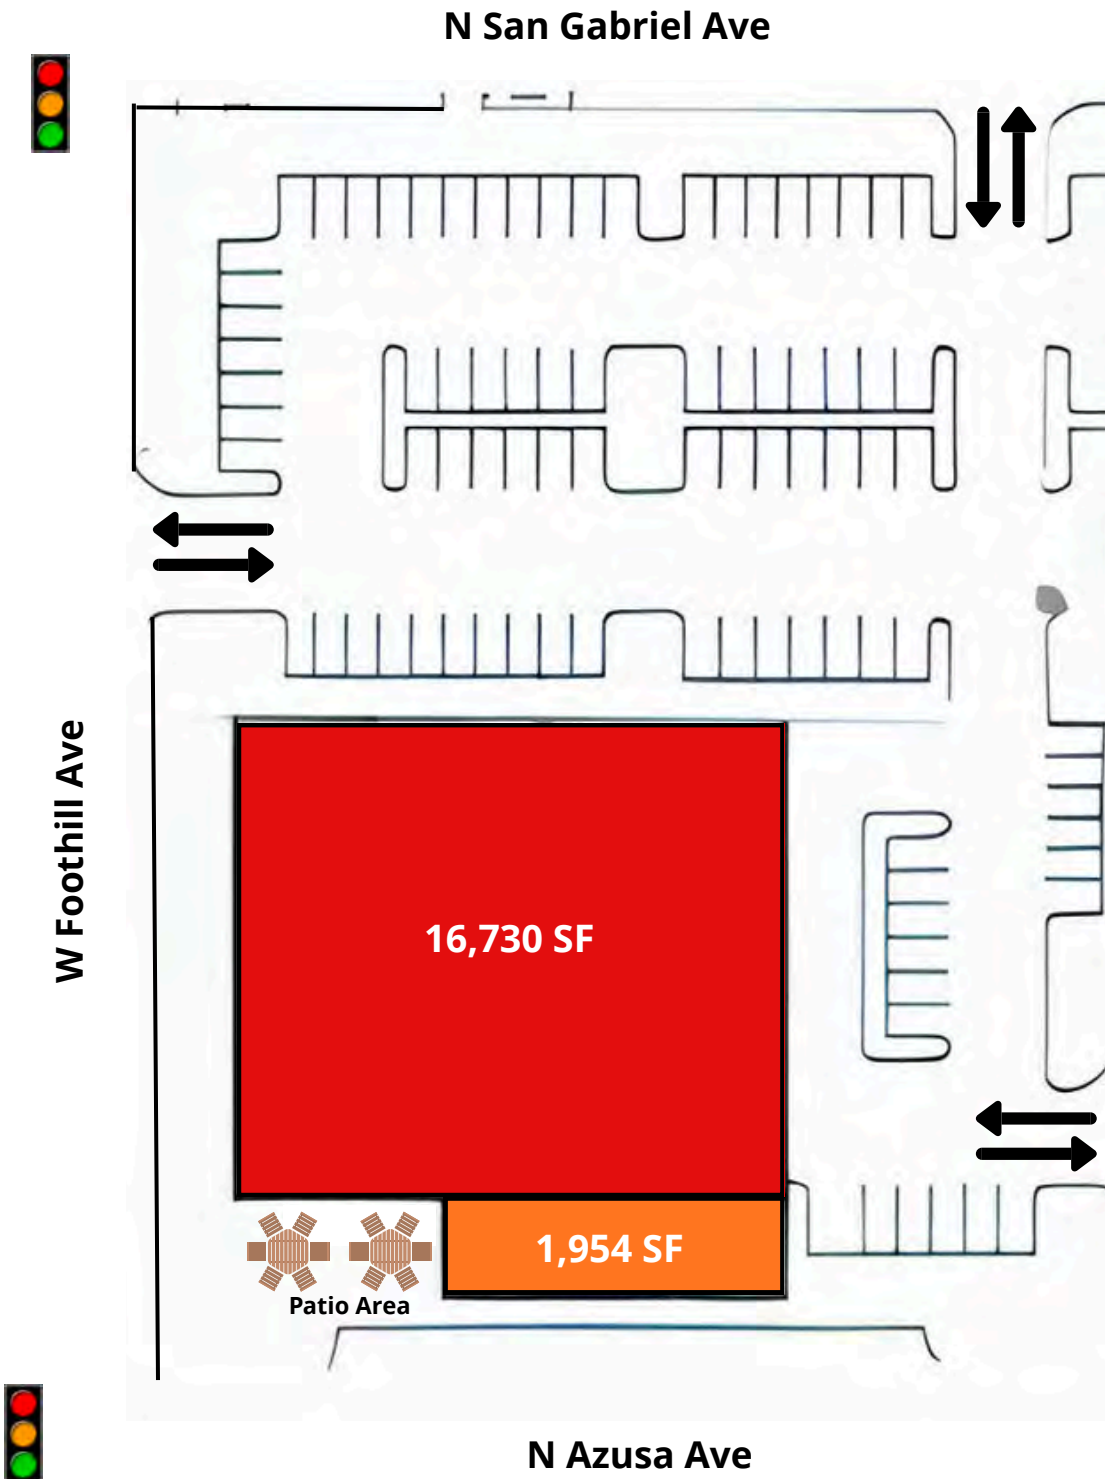 N San Gabriel Ave
W Foothill Ave
16,730 SF
1,954 SF
Patio Area
N Azusa Ave